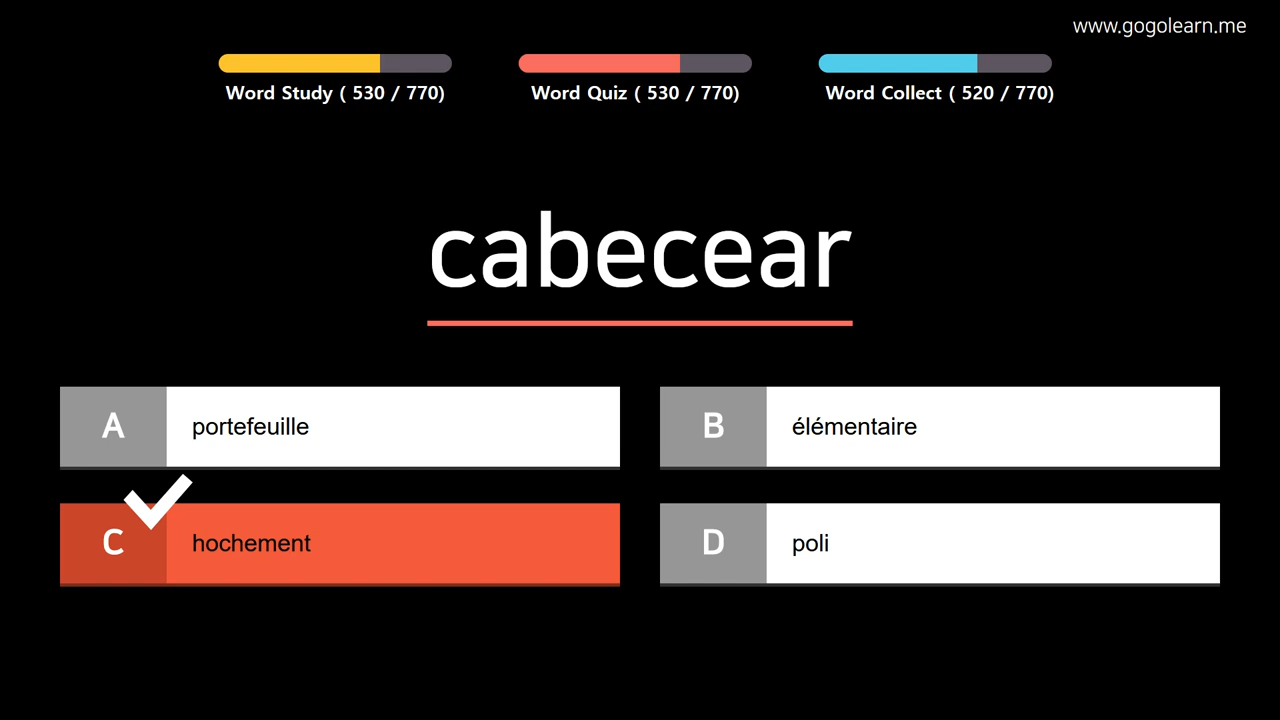 www.gogolearn.me
Word Study ( 530 / 770)
Word Quiz ( 530 / 770)
Word Collect ( 520 / 770)
cabecear
A portefeuille
B élémentaire
C hochement
D poli